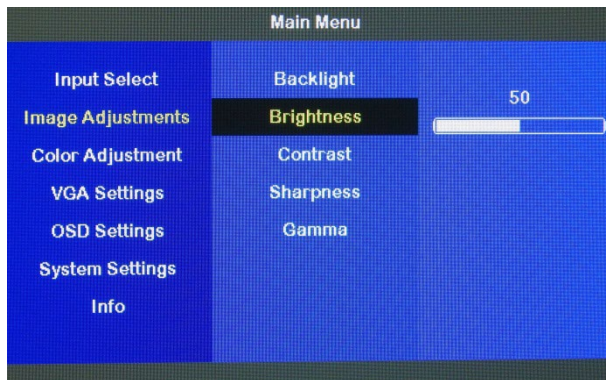 Main Menu
Input Select
Image Adjustments
Color Adjustment
VGA Settings
OSD Settings
System Settings
Info
Backlight
Brightness
Contrast
Sharpness
Gamma
50